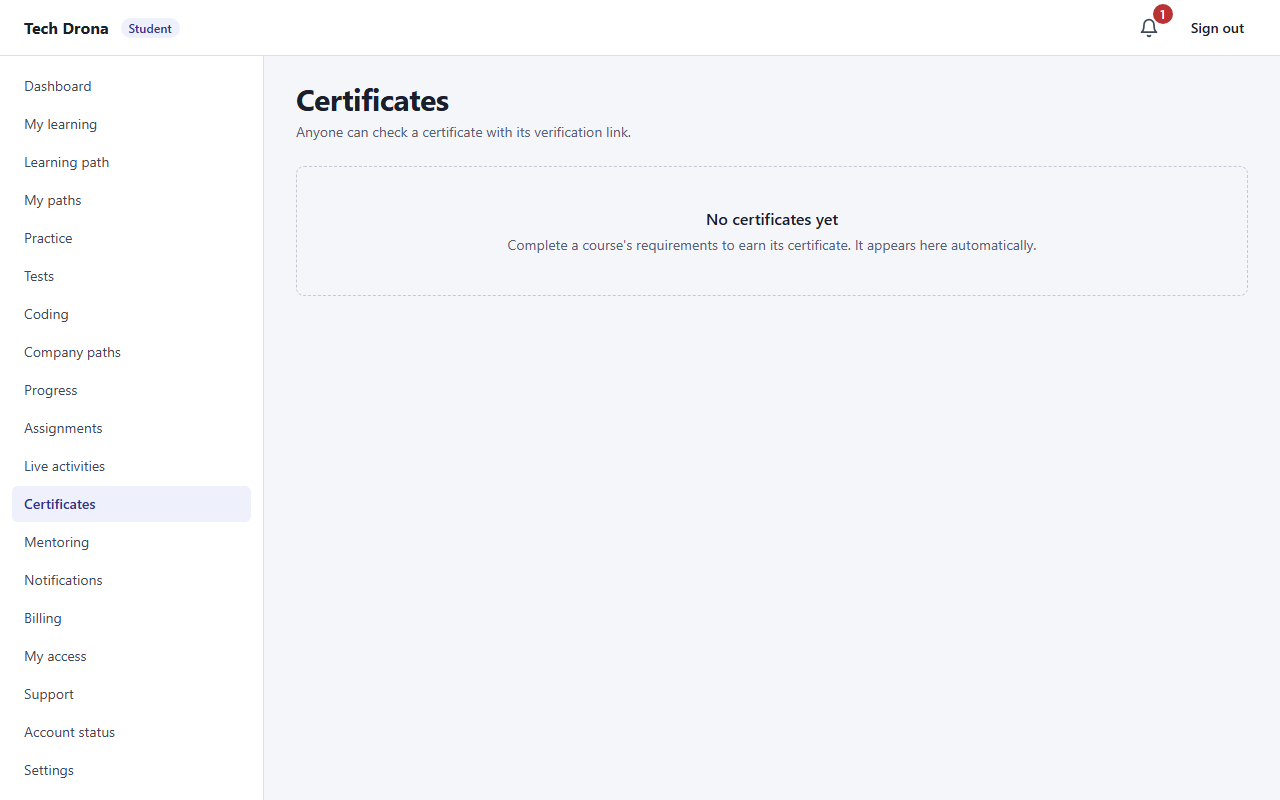 Tech Drona Student 1 Sign out
Dashboard
My learning
Learning path
My paths
Practice
Tests
Coding
Company paths
Progress
Assignments
Live activities
Certificates
Mentoring
Notifications
Billing
My access
Support
Account status
Settings
Certificates
Anyone can check a certificate with its verification link.
No certificates yet
Complete a course's requirements to earn its certificate. It appears here automatically.